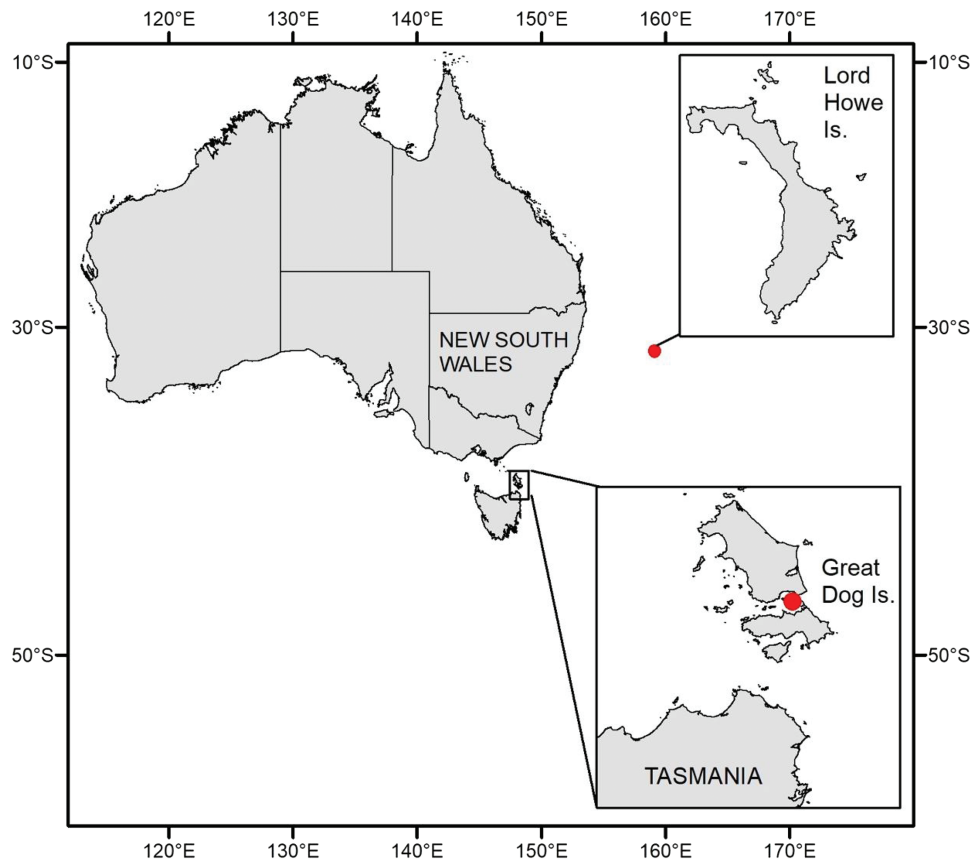 120°E 130°E 140°E 150°E 160°E 170°E
10°S 10°S
Lord
Howe
Is.
30°S 30°S
NEW SOUTH
WALES
Great
Dog Is.
50°S 50°S
TASMANIA
120°E 130°E 140°E 150°E 160°E 170°E